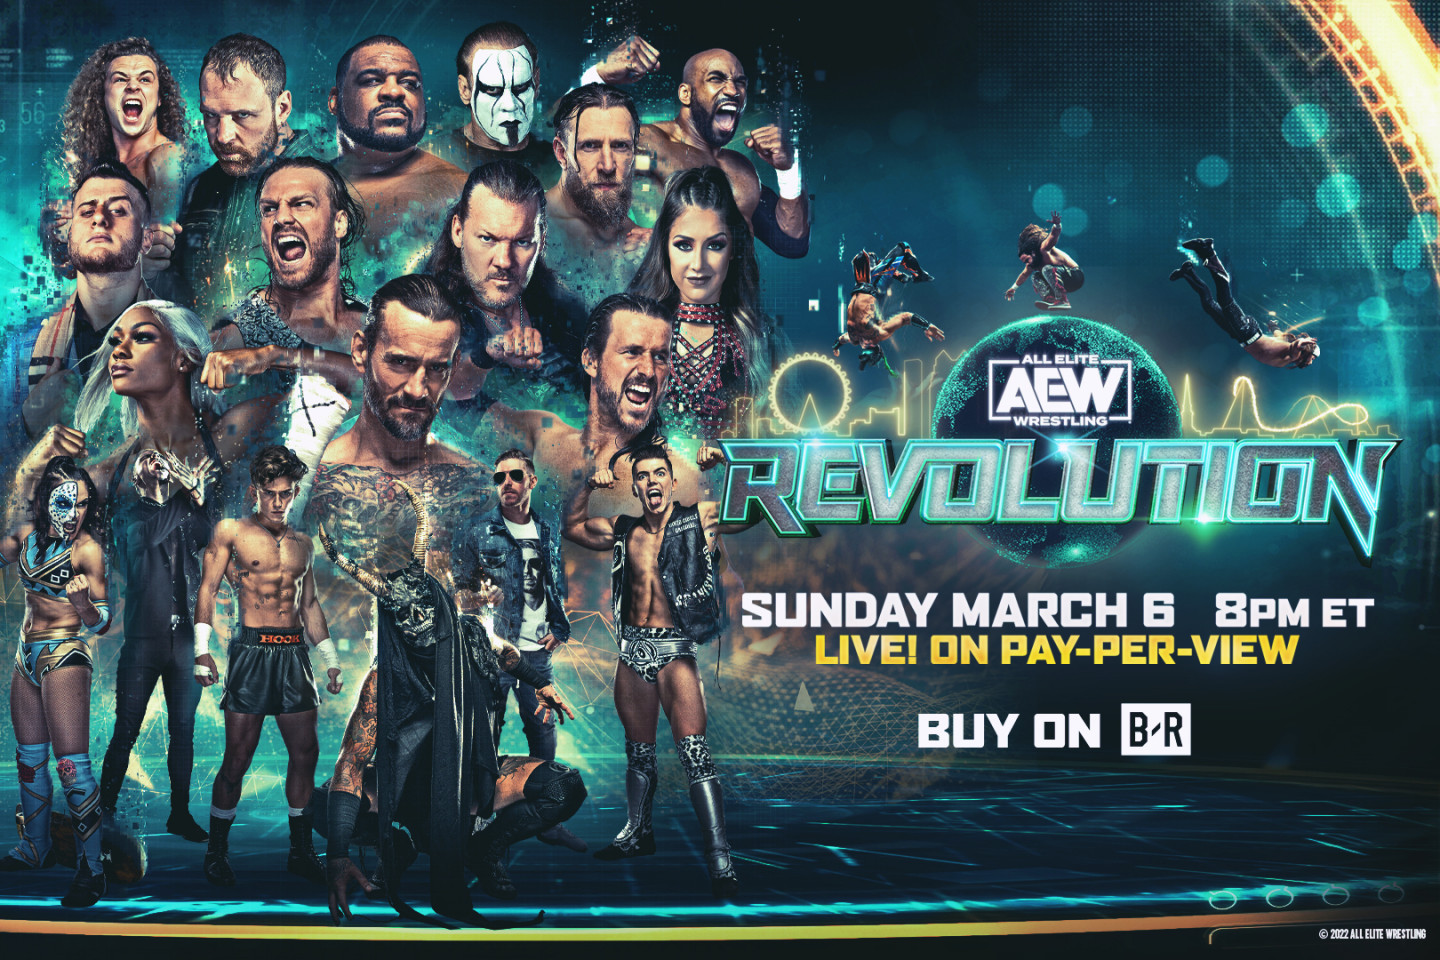 ALL ELITE
AEW
WRESTLING
REVOLUTION
SUNDAY MARCH 6 8PM ET
LIVE! ON PAY-PER-VIEW
BUY ON B/R
HOOK
© 2022 ALL ELITE WRESTLING